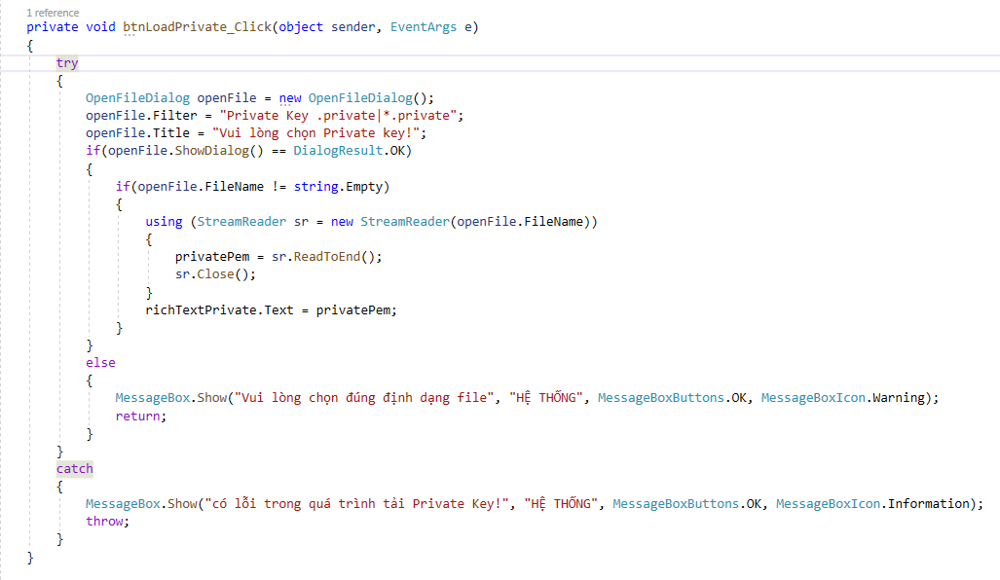 1 reference
private void btnLoadPrivate_Click(object sender, EventArgs e)
{
try
{
OpenFileDialog openFile = new OpenFileDialog();
openFile.Filter = "Private Key .private|*.private";
openFile.Title = "Vui lòng chọn Private key!";
if(openFile.ShowDialog() == DialogResult.OK)
{
if(openFile.FileName != string.Empty)
{
using (StreamReader sr = new StreamReader(openFile.FileName))
{
privatePem = sr.ReadToEnd();
sr.Close();
}
richTextPrivate.Text = privatePem;
}
}
else
{
MessageBox.Show("Vui lòng chọn đúng định dạng file", "HỆ THỐNG", MessageBoxButtons.OK, MessageBoxIcon.Warning);
return;
}
}
catch
{
MessageBox.Show("có lỗi trong quá trình tải Private Key!", "HỆ THỐNG", MessageBoxButtons.OK, MessageBoxIcon.Information);
throw;
}
}